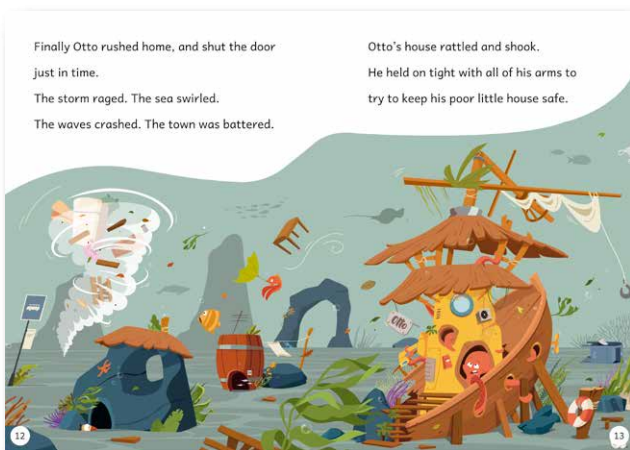 Finally Otto rushed home, and shut the door
just in time.
The storm raged. The sea swirled.
The waves crashed. The town was battered.
Otto's house rattled and shook.
He held on tight with all of his arms to
try to keep his poor little house safe.
Otto
12
13